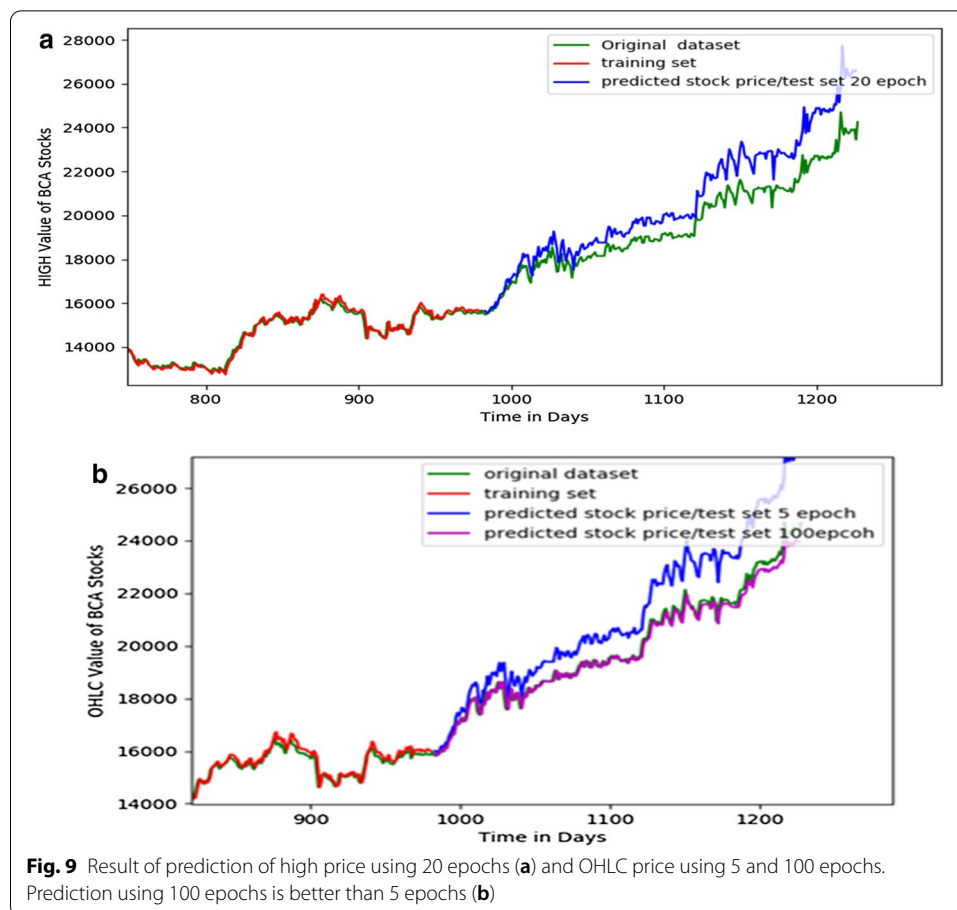 a
28000
26000
24000
22000
20000
18000
16000
14000
HIGH Value of BCA Stocks
Original dataset
training set
predicted stock price/test set 20 epoch
800
900
1000
1100
1200
Time in Days
b
26000
24000
22000
20000
18000
16000
14000
OHLC Value of BCA Stocks
original dataset
training set
predicted stock price/test set 5 epoch
predicted stock price/test set 100epcoh
900
1000
1100
1200
Time in Days
Fig. 9 Result of prediction of high price using 20 epochs (a) and OHLC price using 5 and 100 epochs.
Prediction using 100 epochs is better than 5 epochs (b)